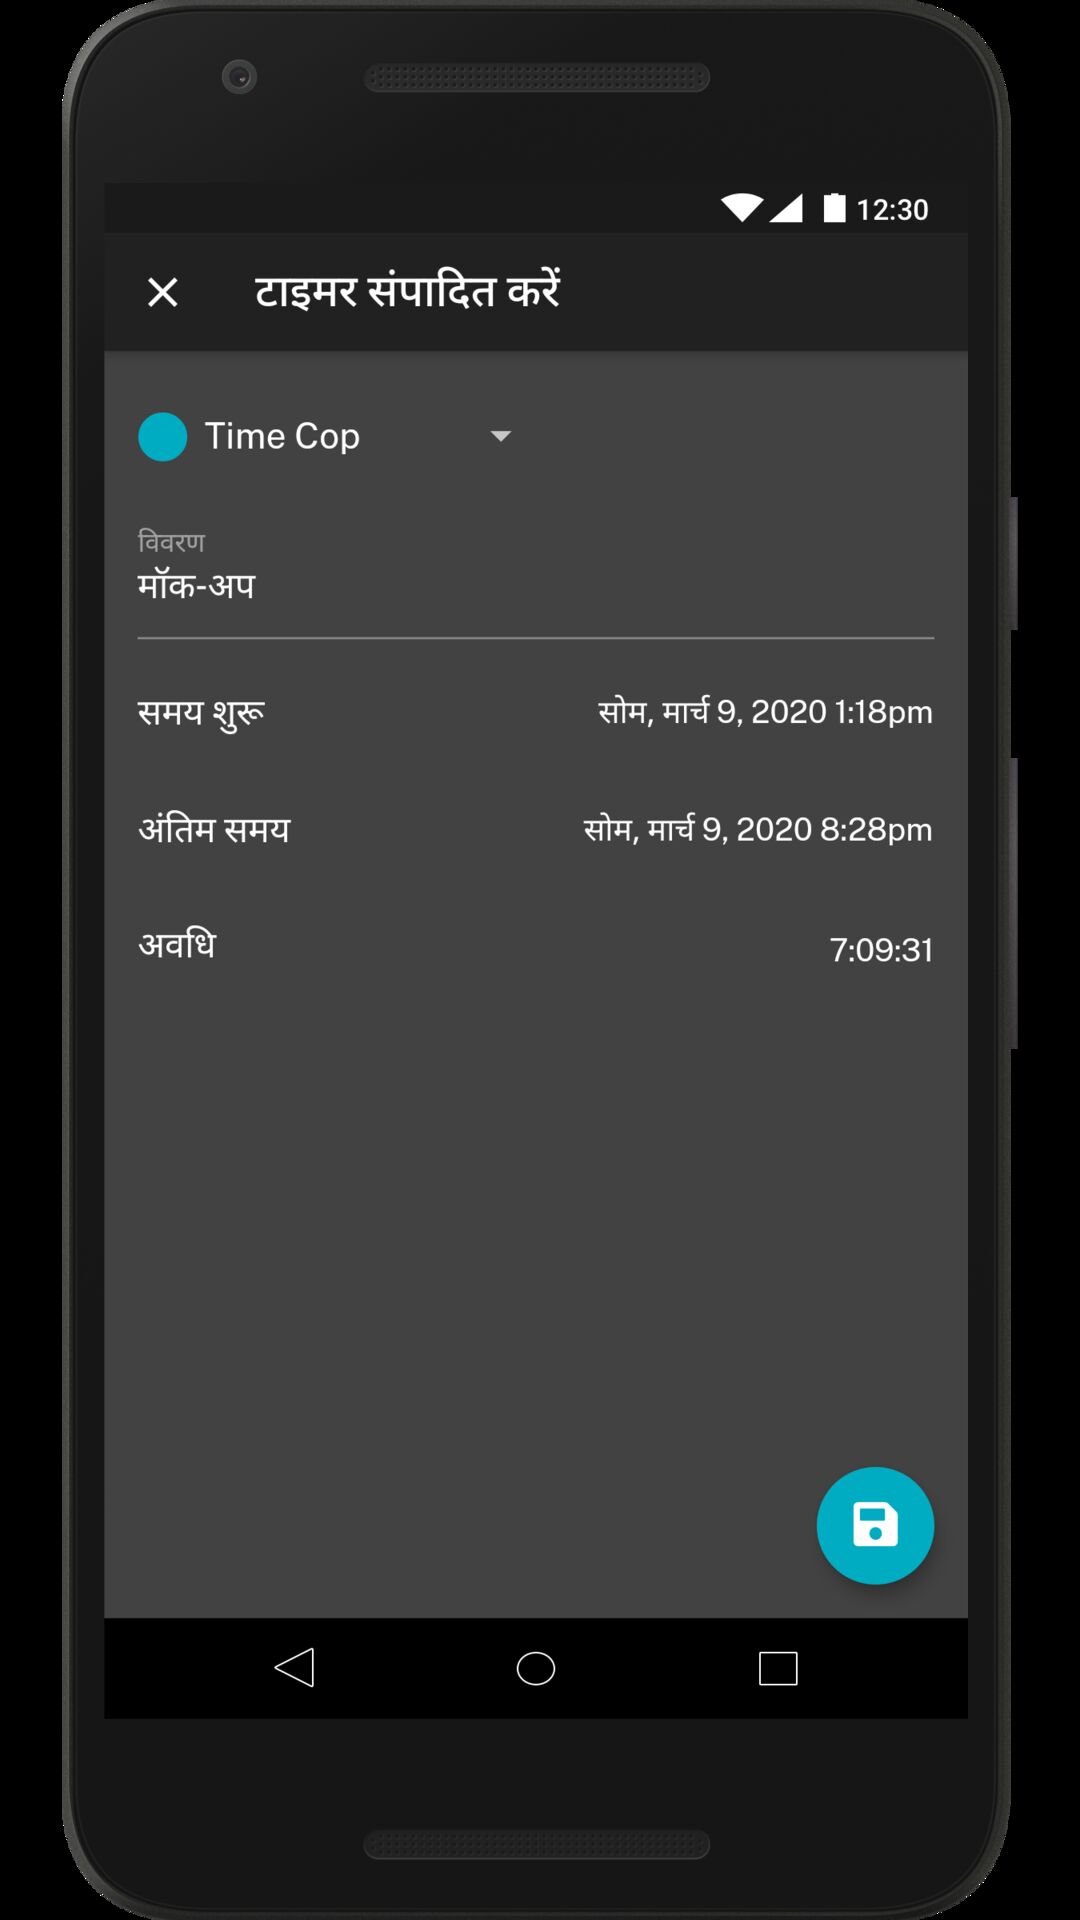 12:30
टाइमर संपादित करें
Time Cop
विवरण
मॉक-अप
समय शुरू सोम, मार्च 9, 2020 1:18pm
अंतिम समय सोम, मार्च 9, 2020 8:28pm
अवधि 7:09:31